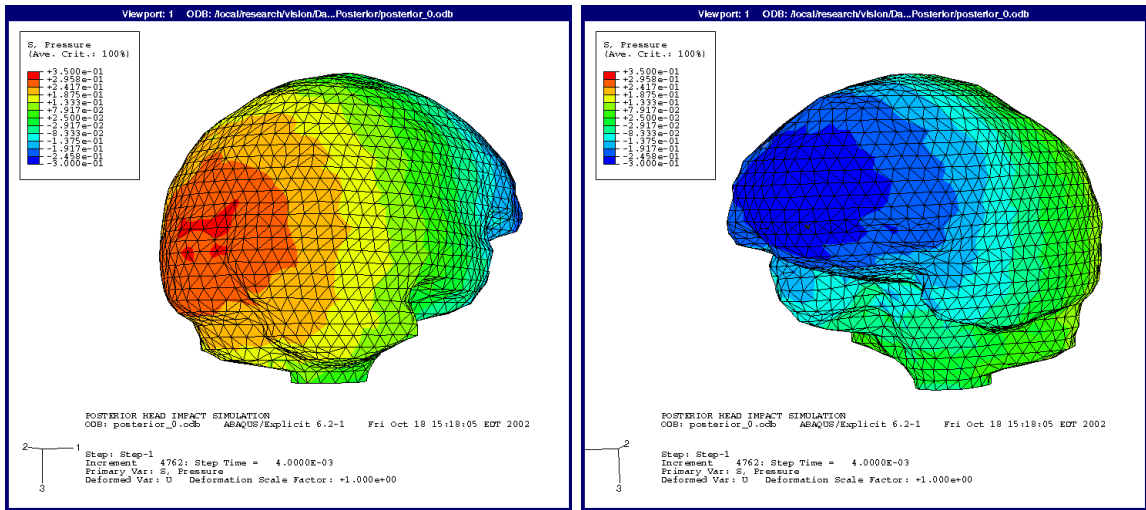 Viewport: 1 ODB: /local/research/vision/Da...Posterior/posterior_0.odb
S, Pressure
(Ave. Crit.: 100%)
+3.500e-01
+2.958e-01
+2.417e-01
+1.875e-01
+1.333e-01
+7.917e-02
+2.917e-02
-8.333e-02
-1.375e-01
-1.917e-01
-2.458e-01
-3.000e-01
POSTERIOR HEAD IMPACT SIMULATION
ODB: posterior_0.odb ABAQUS/Explicit 6.2-1 Fri Oct 18 15:18:05 EDT 2002
Step: Step-1
Increment 4762: Step Time = 4.0000E-03
Primary Var: S, Pressure
Deformed Var: U Deformation Scale Factor: +1.000e+00
2
1
3
Viewport: 1 ODB: /local/research/vision/Da...Posterior/posterior_0.odb
S, Pressure
(Ave. Crit.: 100%)
+3.500e-01
+2.958e-01
+2.417e-01
+1.875e-01
+1.333e-01
+7.917e-02
-2.917e-02
-8.333e-02
-1.375e-01
-1.917e-01
-2.458e-01
-3.000e-01
POSTERIOR HEAD IMPACT SIMULATION
ODB: posterior_0.odb ABAQUS/Explicit 6.2-1 Fri Oct 18 15:18:05 EDT 2002
Step: Step-1
Increment 4762: Step Time = 4.0000E-03
Primary Var: S, Pressure
Deformed Var: U Deformation Scale Factor: +1.000e+00
2
3